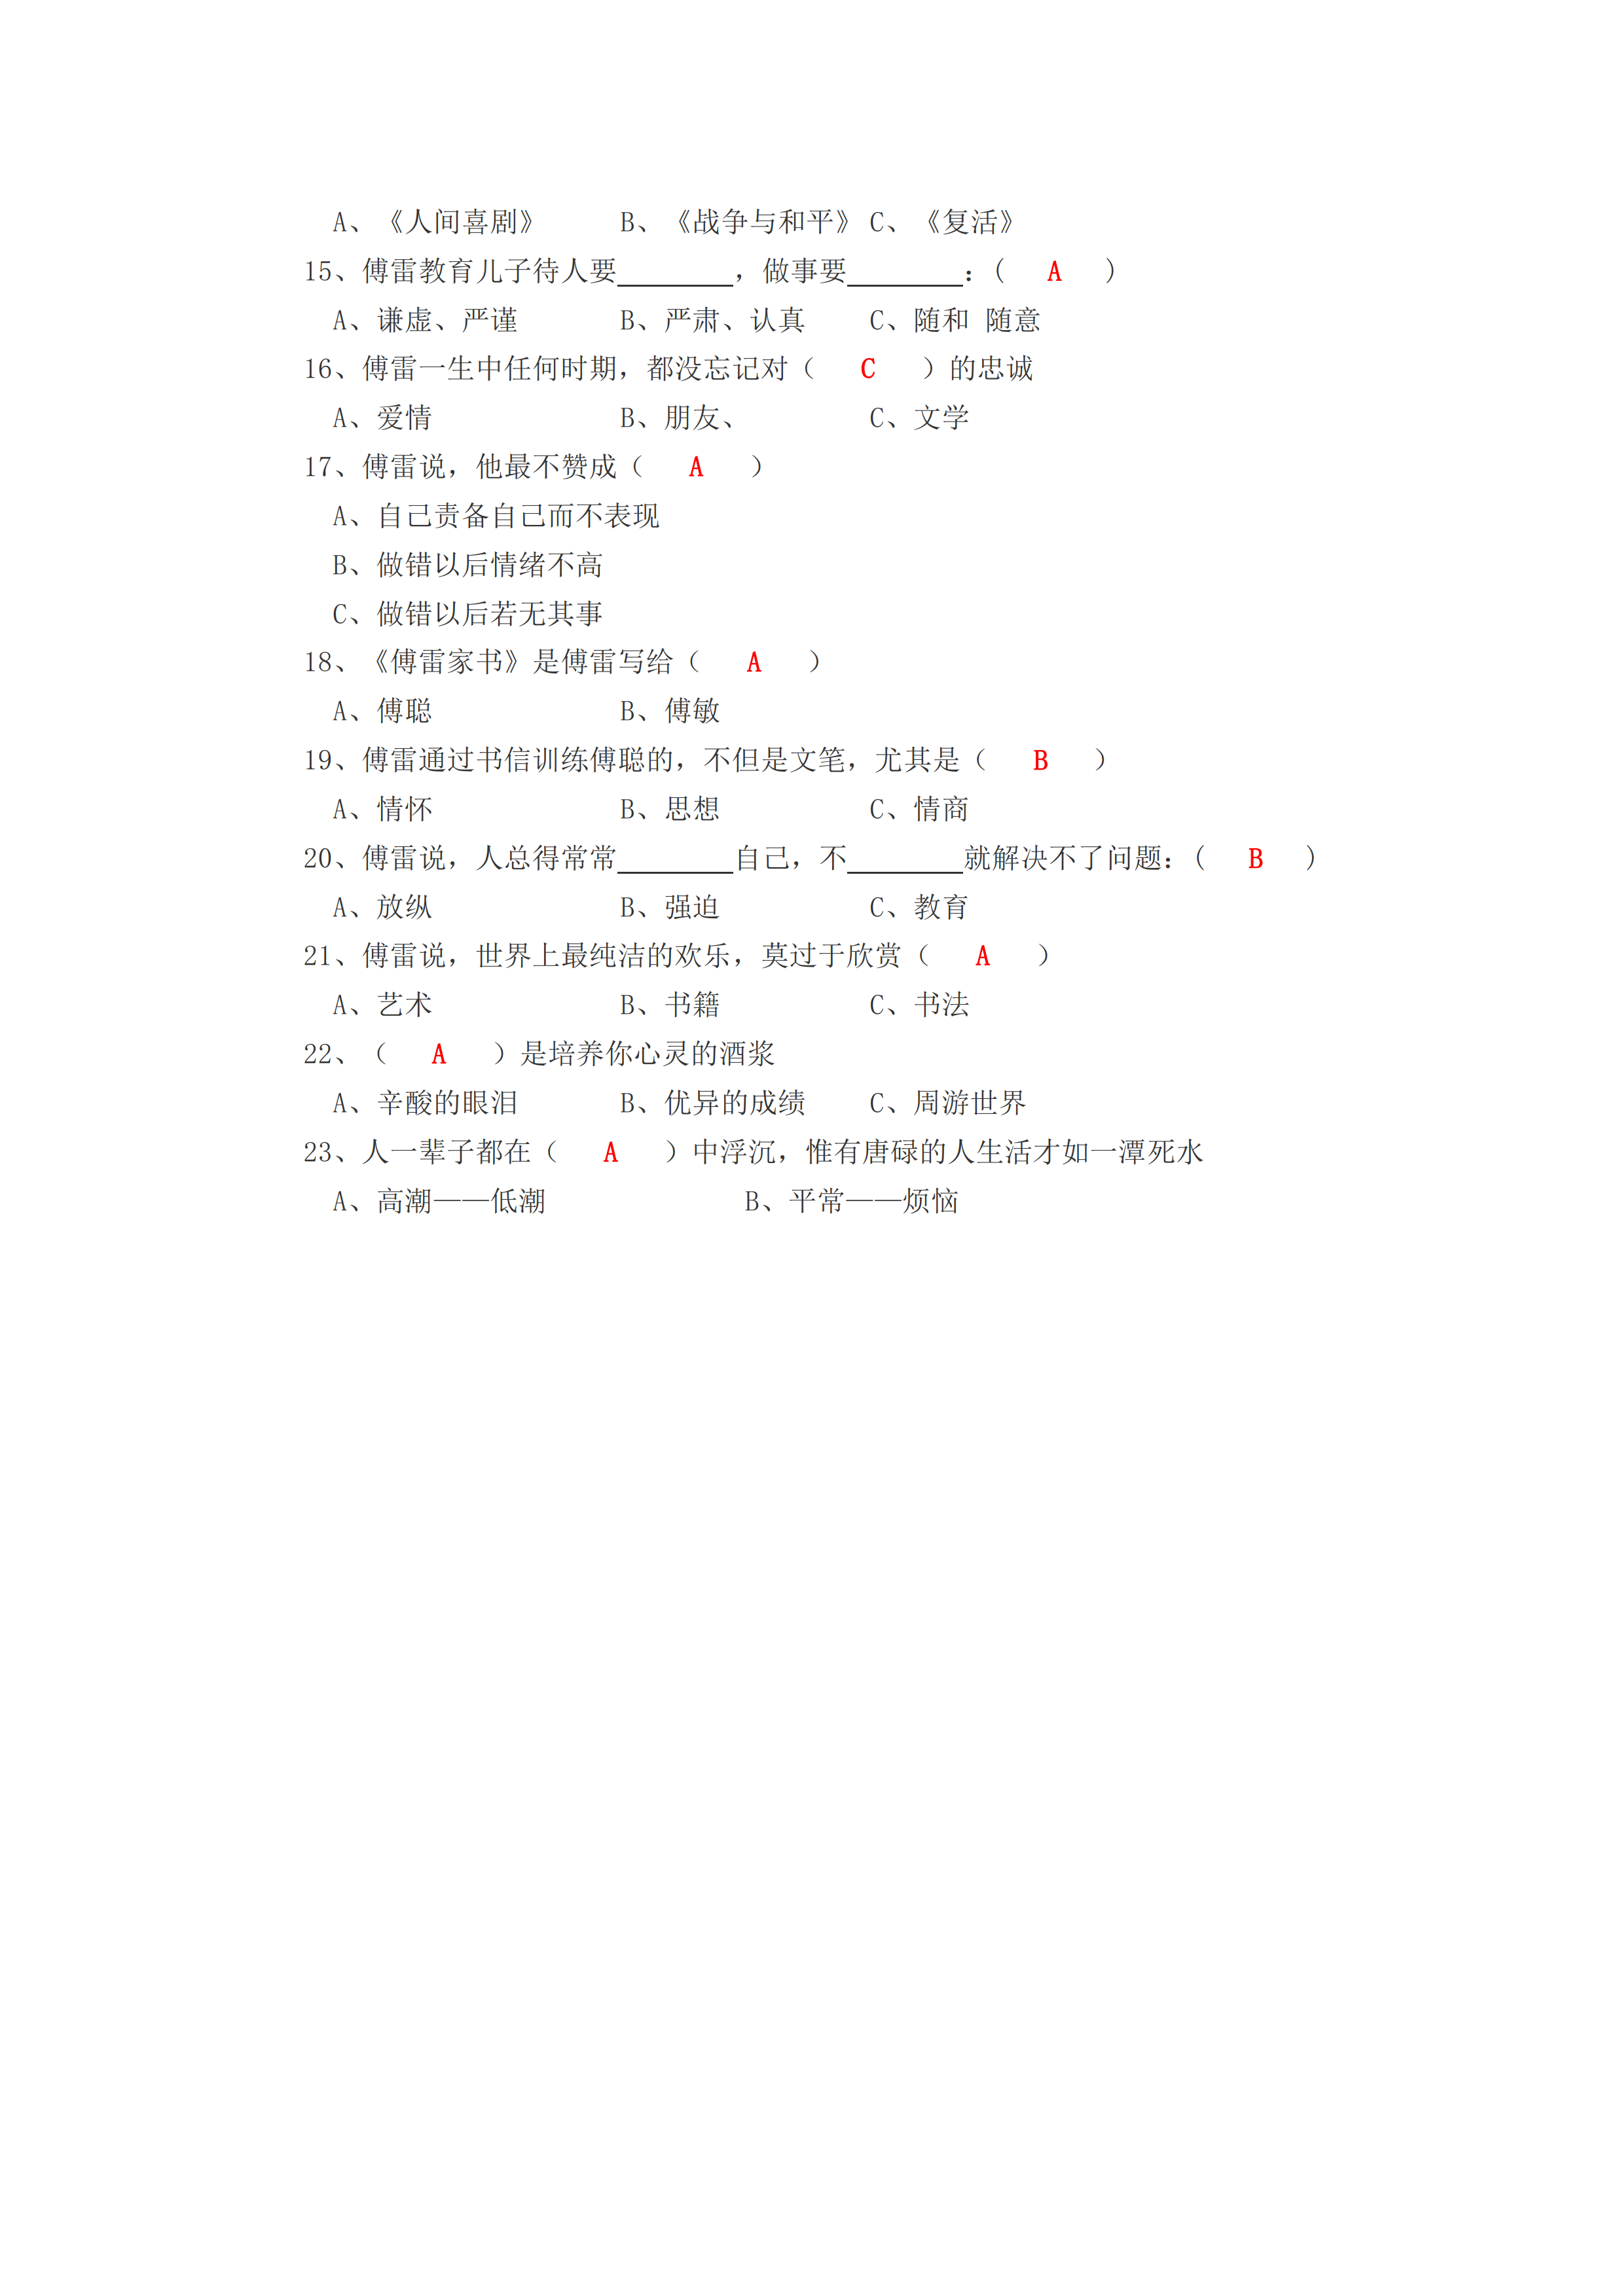 A、《人间喜剧》 B、《战争与和平》 C、《复活》
15、傅雷教育儿子待人要________，做事要________：（ A ）
A、谦虚、严谨 B、严肃、认真 C、随和 随意
16、傅雷一生中任何时期，都没忘记对（ C ）的忠诚
A、爱情 B、朋友、 C、文学
17、傅雷说，他最不赞成（ A ）
A、自己责备自己而不表现
B、做错以后情绪不高
C、做错以后若无其事
18、《傅雷家书》是傅雷写给（ A ）
A、傅聪 B、傅敏
19、傅雷通过书信训练傅聪的，不但是文笔，尤其是（ B ）
A、情怀 B、思想 C、情商
20、傅雷说，人总得常常________自己，不________就解决不了问题：（ B ）
A、放纵 B、强迫 C、教育
21、傅雷说，世界上最纯洁的欢乐，莫过于欣赏（ A ）
A、艺术 B、书籍 C、书法
22、（ A ）是培养你心灵的酒浆
A、辛酸的眼泪 B、优异的成绩 C、周游世界
23、人一辈子都在（ A ）中浮沉，惟有唐碌的人生活才如一潭死水
A、高潮——低潮 B、平常——烦恼